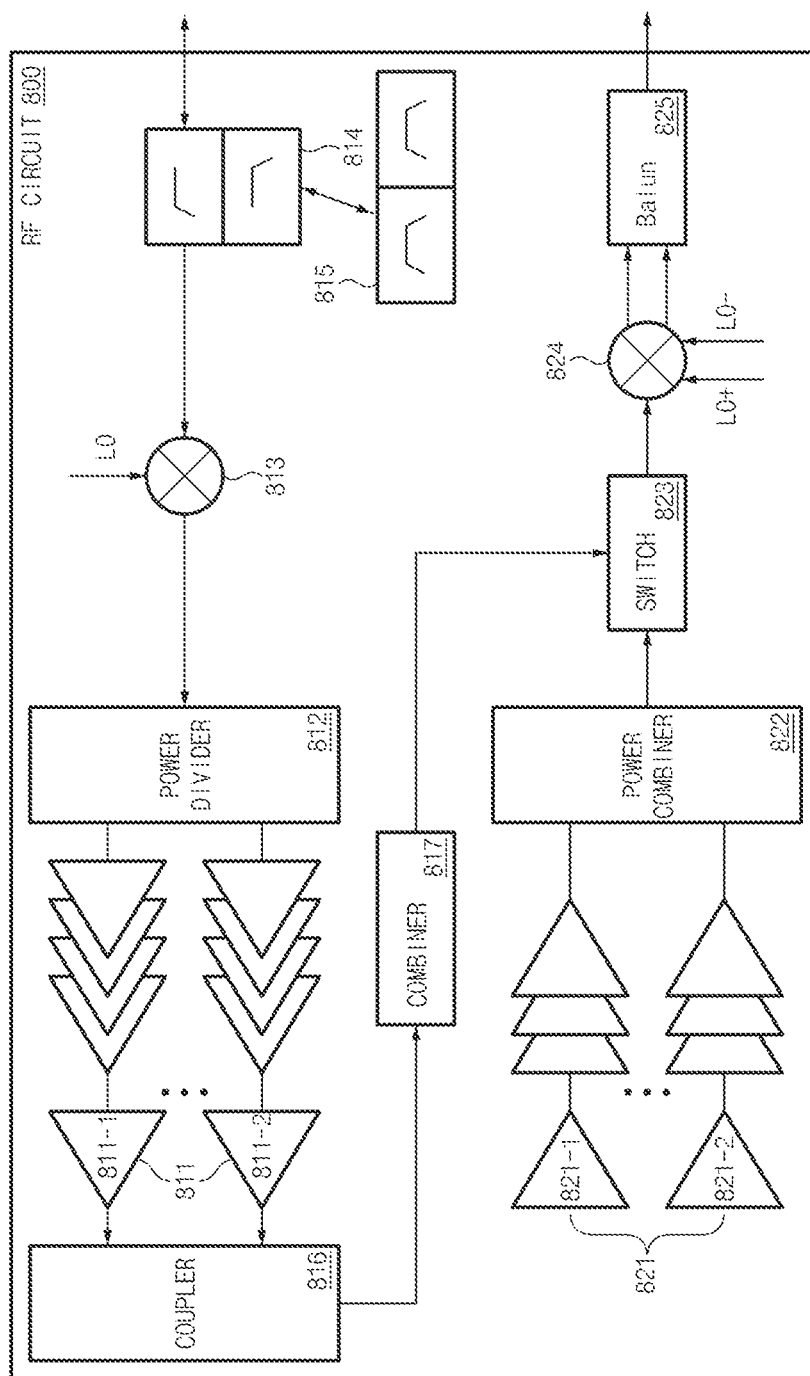 RF CIRCUIT 800
814
815
LO
813
POWER
DIVIDER
812
811-1
811
811-2
COUPLER
816
COMBINER
817
Balun
825
824
LO+
LO-
SWITCH
823
POWER
COMBINER
822
821-1
821-2
821